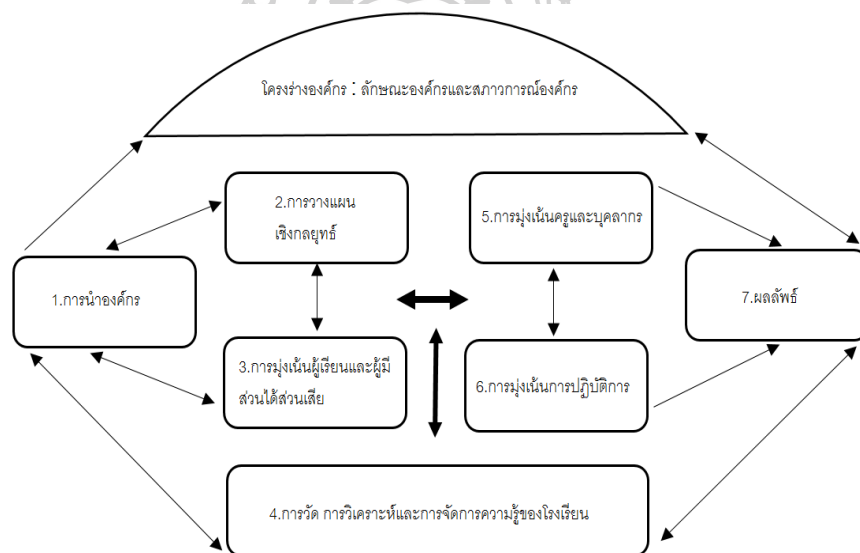 โครงร่างองค์กร : ลักษณะองค์กรและสภาวการณ์องค์กร
2.การวางแผน
เชิงกลยุทธ์
5.การมุ่งเน้นครูและบุคลากร
1.การนำองค์กร
7.ผลลัพธ์
3.การมุ่งเน้นผู้เรียนและผู้มี
ส่วนได้ส่วนเสีย
6.การมุ่งเน้นการปฏิบัติการ
4.การวัด การวิเคราะห์และการจัดการความรู้ของโรงเรียน